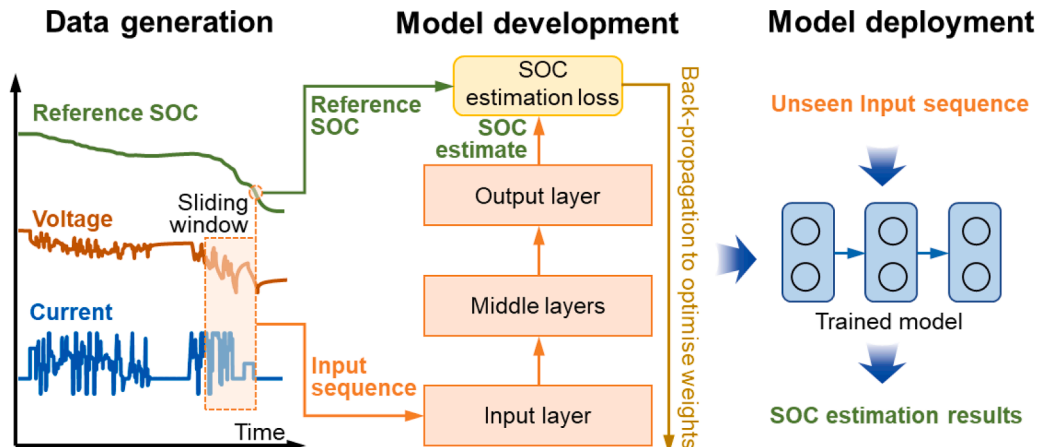 Data generation
Model development
Model deployment
Reference SOC
Voltage
Current
Sliding
window
Time
Reference
SOC
Input
sequence
SOC
estimation loss
SOC
estimate
Output layer
Middle layers
Input layer
Back-propagation to optimise weights
Unseen Input sequence
Trained model
SOC estimation results